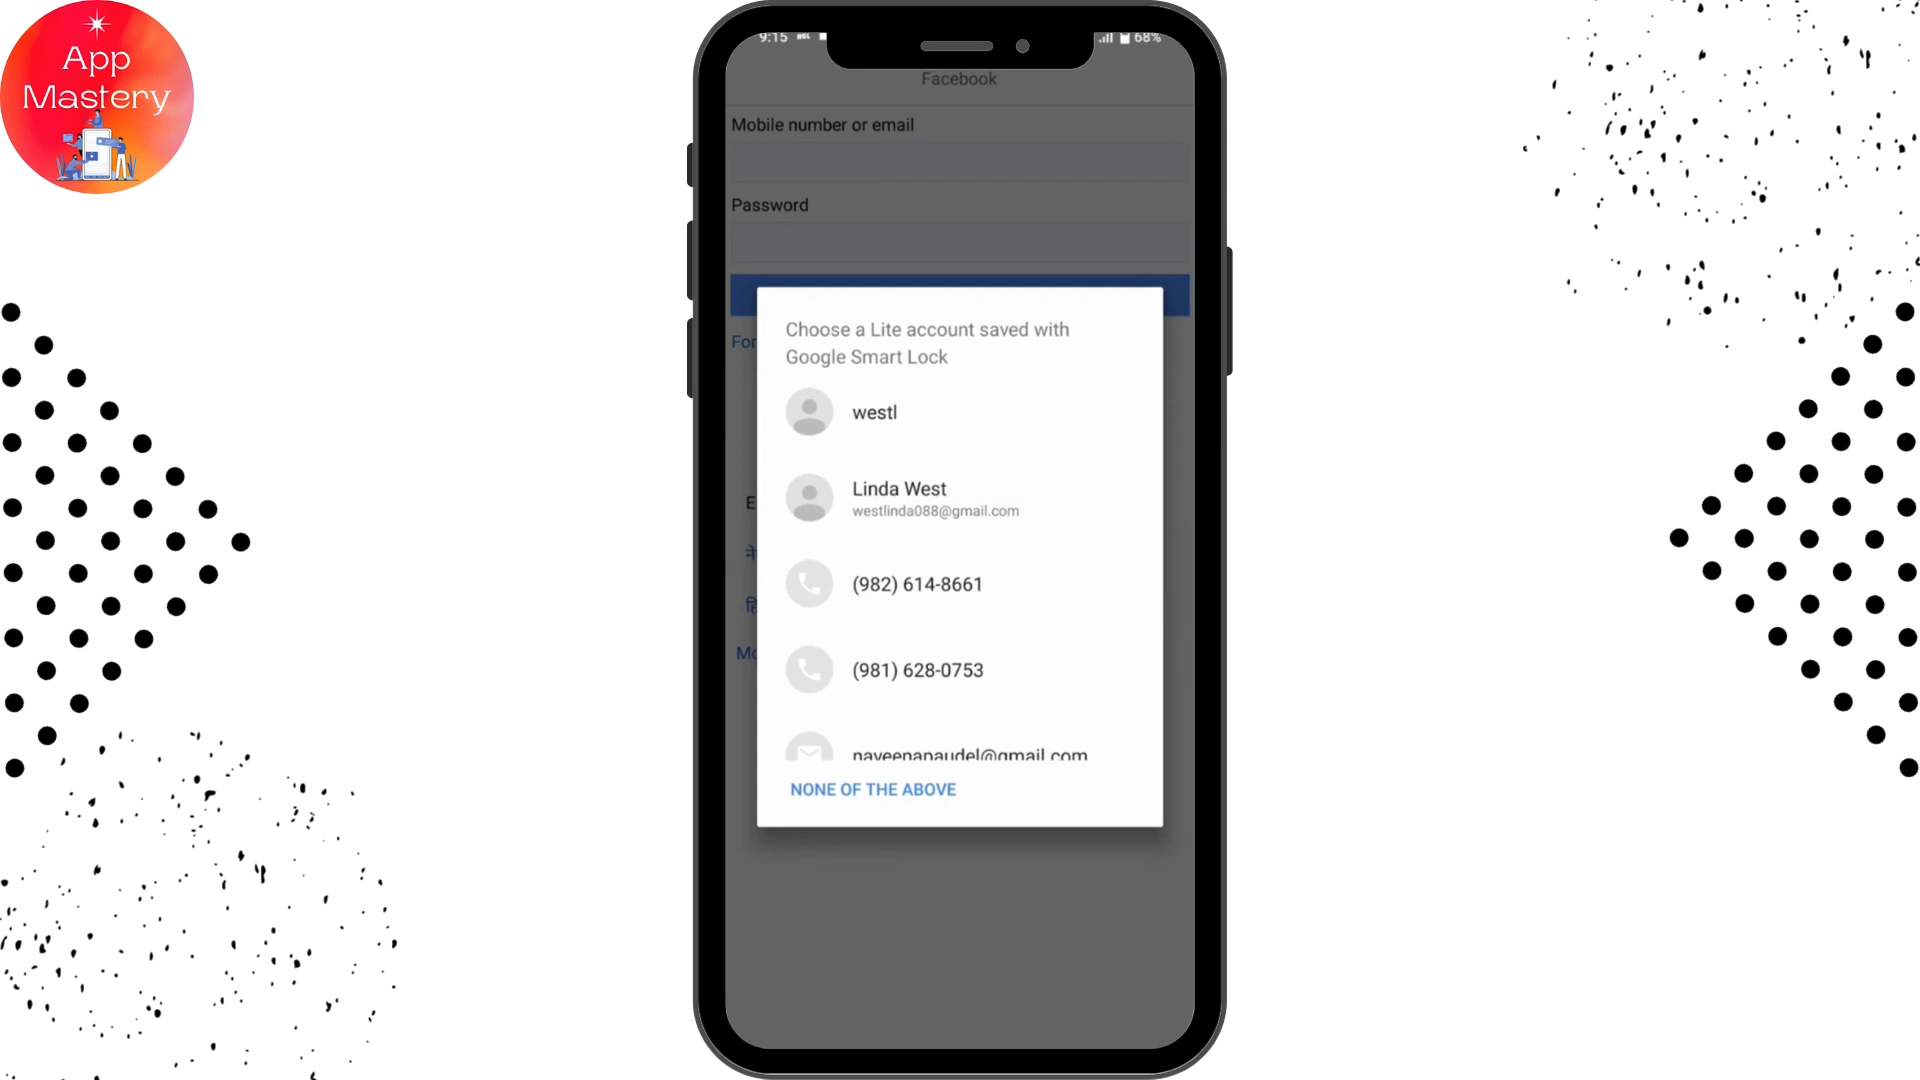 App
Mastery
9:15
68%
Facebook
Mobile number or email
Password
For
Choose a Lite account saved with
Google Smart Lock
westl
Linda West
westlinda088@gmail.com
(982) 614-8661
(981) 628-0753
naveenapaudel@gmail.com
NONE OF THE ABOVE
E
ने
हि
Mo